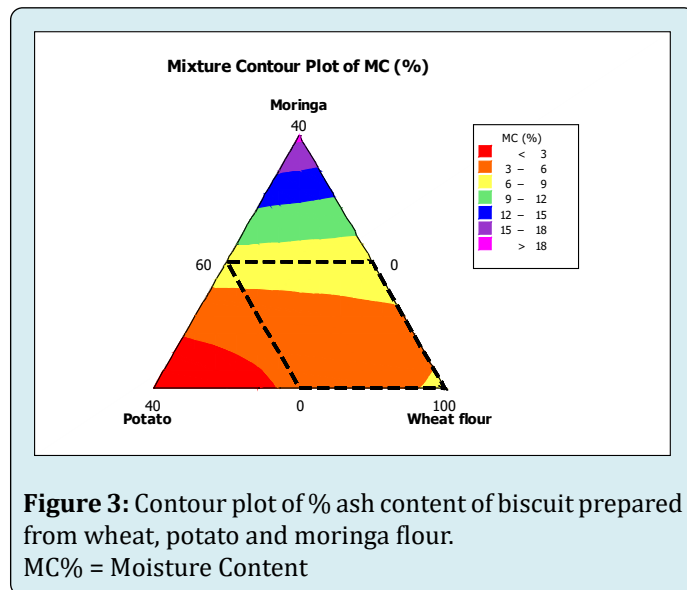 Mixture Contour Plot of MC (%)
Moringa
40
MC (%)
< 3
3 – 6
6 – 9
9 – 12
12 – 15
15 – 18
> 18
60
0
40
0
100
Potato
Wheat flour
Figure 3: Contour plot of % ash content of biscuit prepared
from wheat, potato and moringa flour.
MC% = Moisture Content